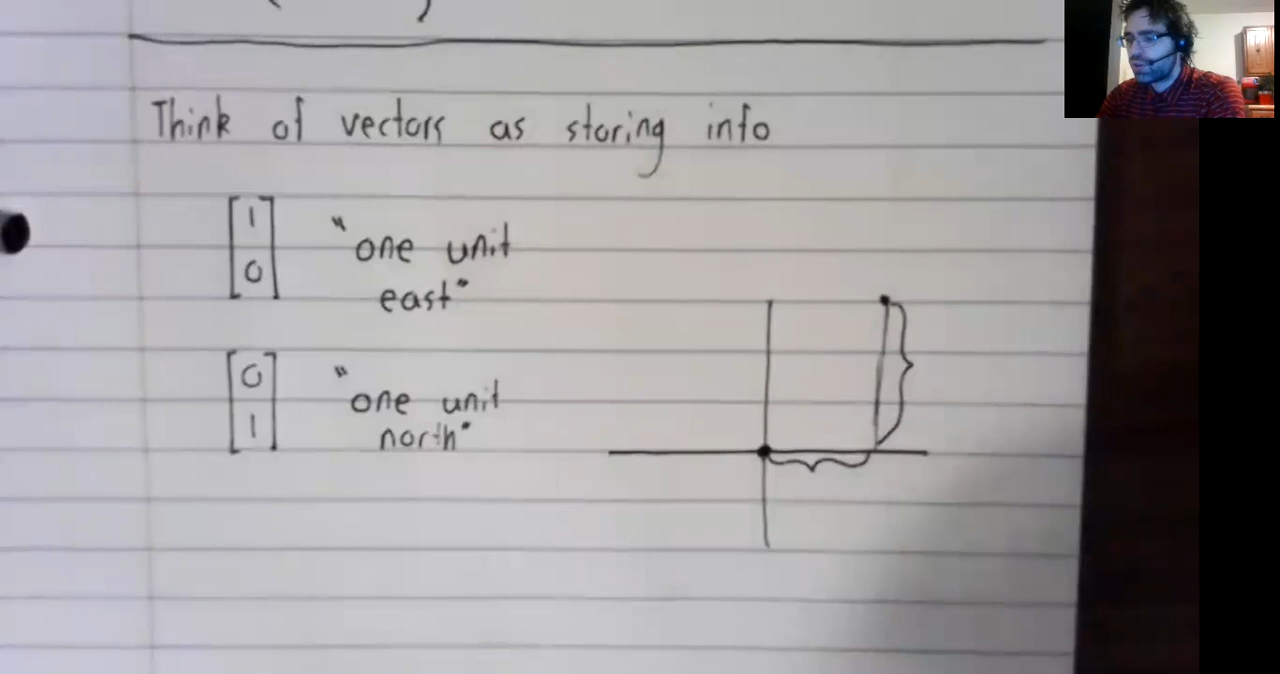 Think of vectors as storing info
[1 0] "one unit
east"
[0 1] "one unit
north"